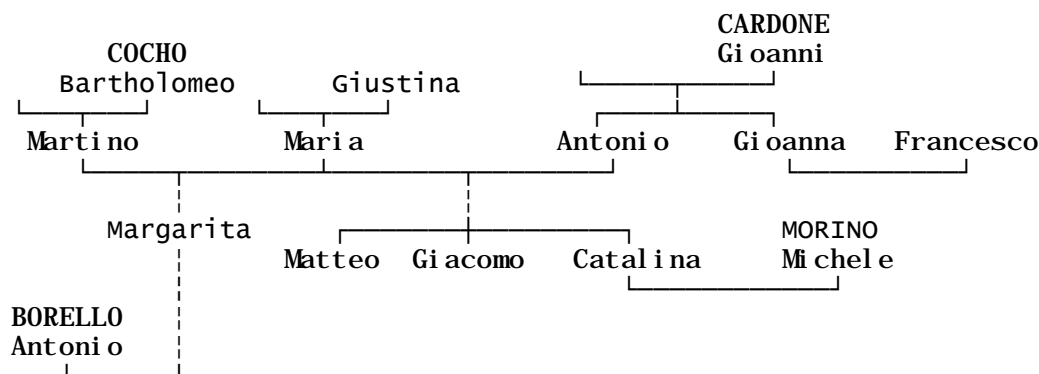 CARDONE
COCHO Gioanni
Bartholomeo Giustina
Martino Maria Antonio Gioanna Francesco
Margarita MORINO
Matteo Giacomo Catalina Michele
BORELLO
Antonio